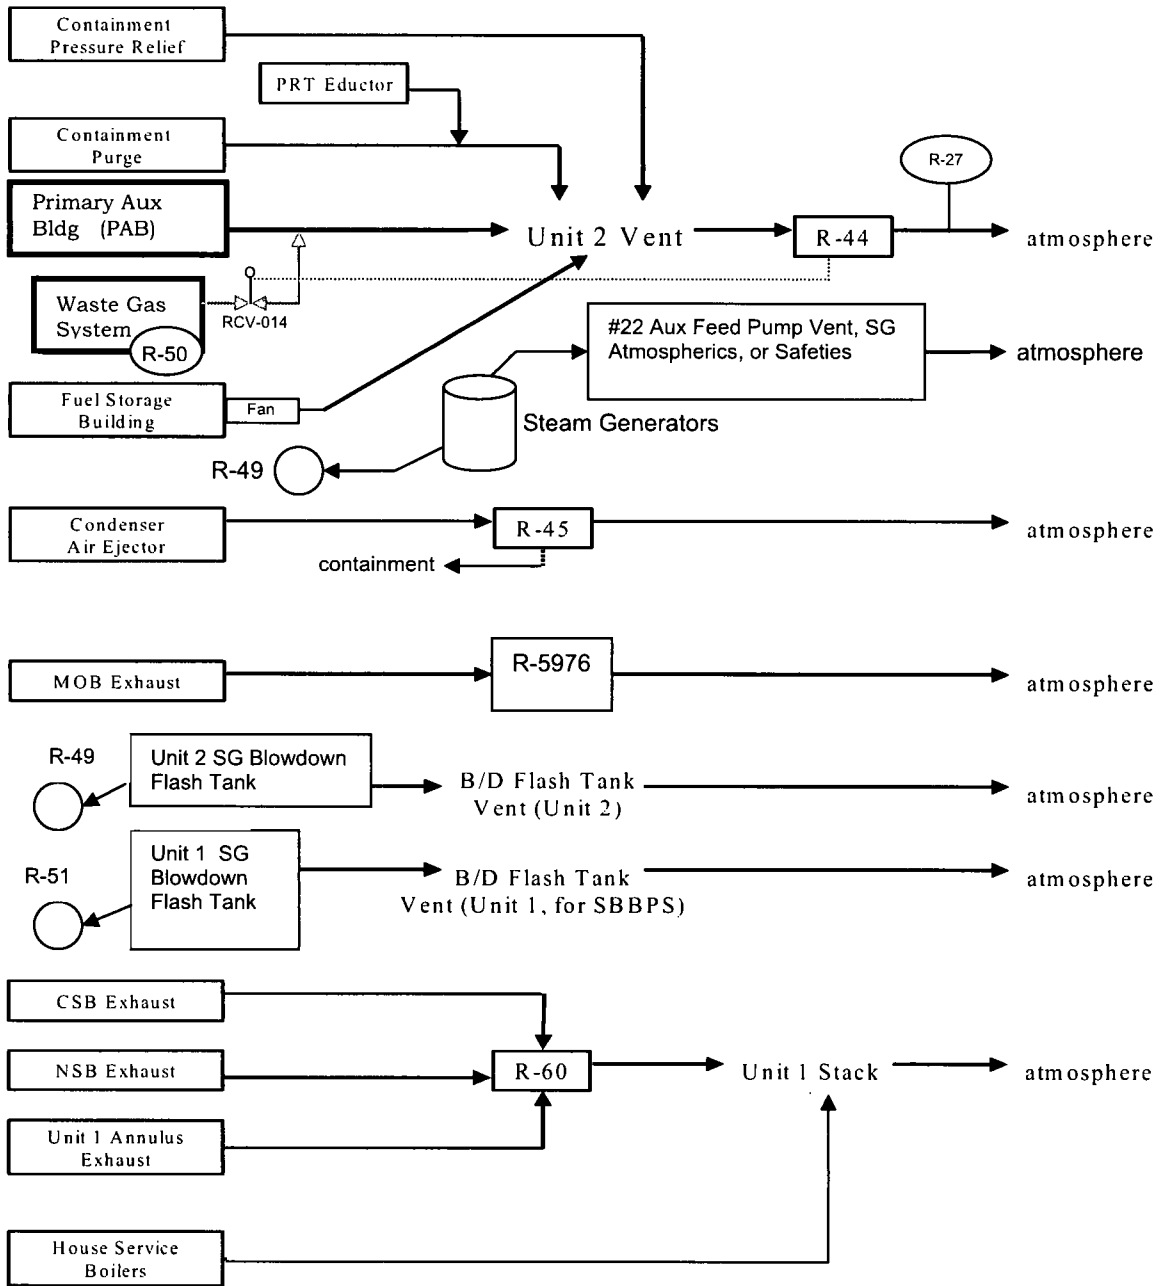 Containment
Pressure Relief
PRT Eductor
Containment
Purge
R-27
Primary Aux
Bldg (PAB)
Unit 2 Vent
R-44
atmosphere
Waste Gas
System
R-50
RCV-014
#22 Aux Feed Pump Vent, SG
Atmospherics, or Safeties
atmosphere
Fuel Storage
Building
Fan
Steam Generators
R-49
Condenser
Air Ejector
R-45
atmosphere
containment
MOB Exhaust
R-5976
atmosphere
R-49
Unit 2 SG Blowdown
Flash Tank
B/D Flash Tank
Vent (Unit 2)
atmosphere
R-51
Unit 1 SG
Blowdown
Flash Tank
B/D Flash Tank
Vent (Unit 1, for SBBPS)
atmosphere
CSB Exhaust
NSB Exhaust
R-60
Unit 1 Stack
atmosphere
Unit 1 Annulus
Exhaust
House Service
Boilers